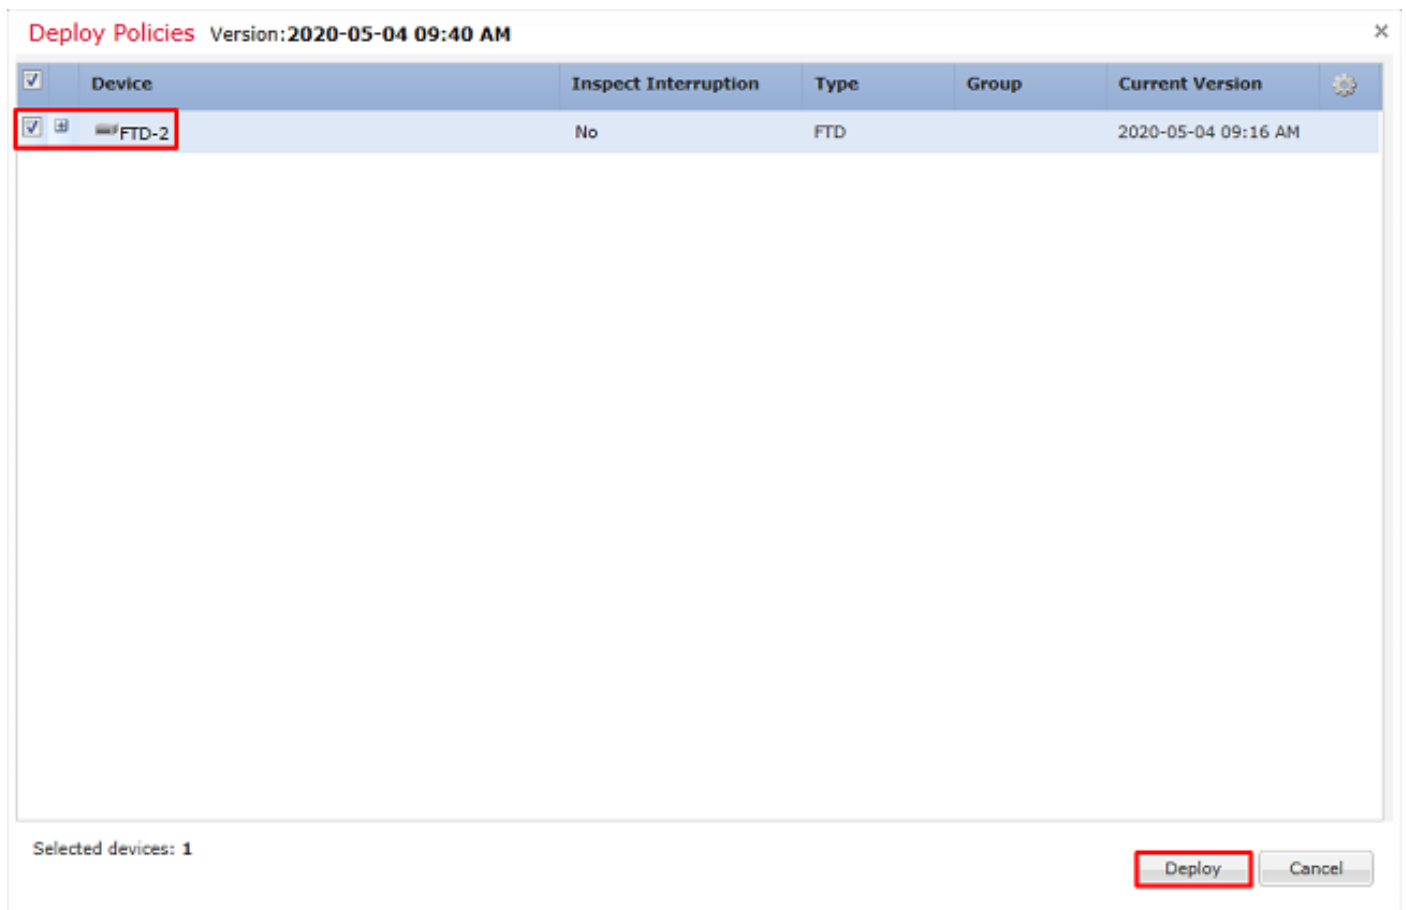 Deploy Policies Version:2020-05-04 09:40 AM
Device Inspect Interruption Type Group Current Version
FTD-2 No FTD 2020-05-04 09:16 AM
Selected devices: 1
Deploy Cancel